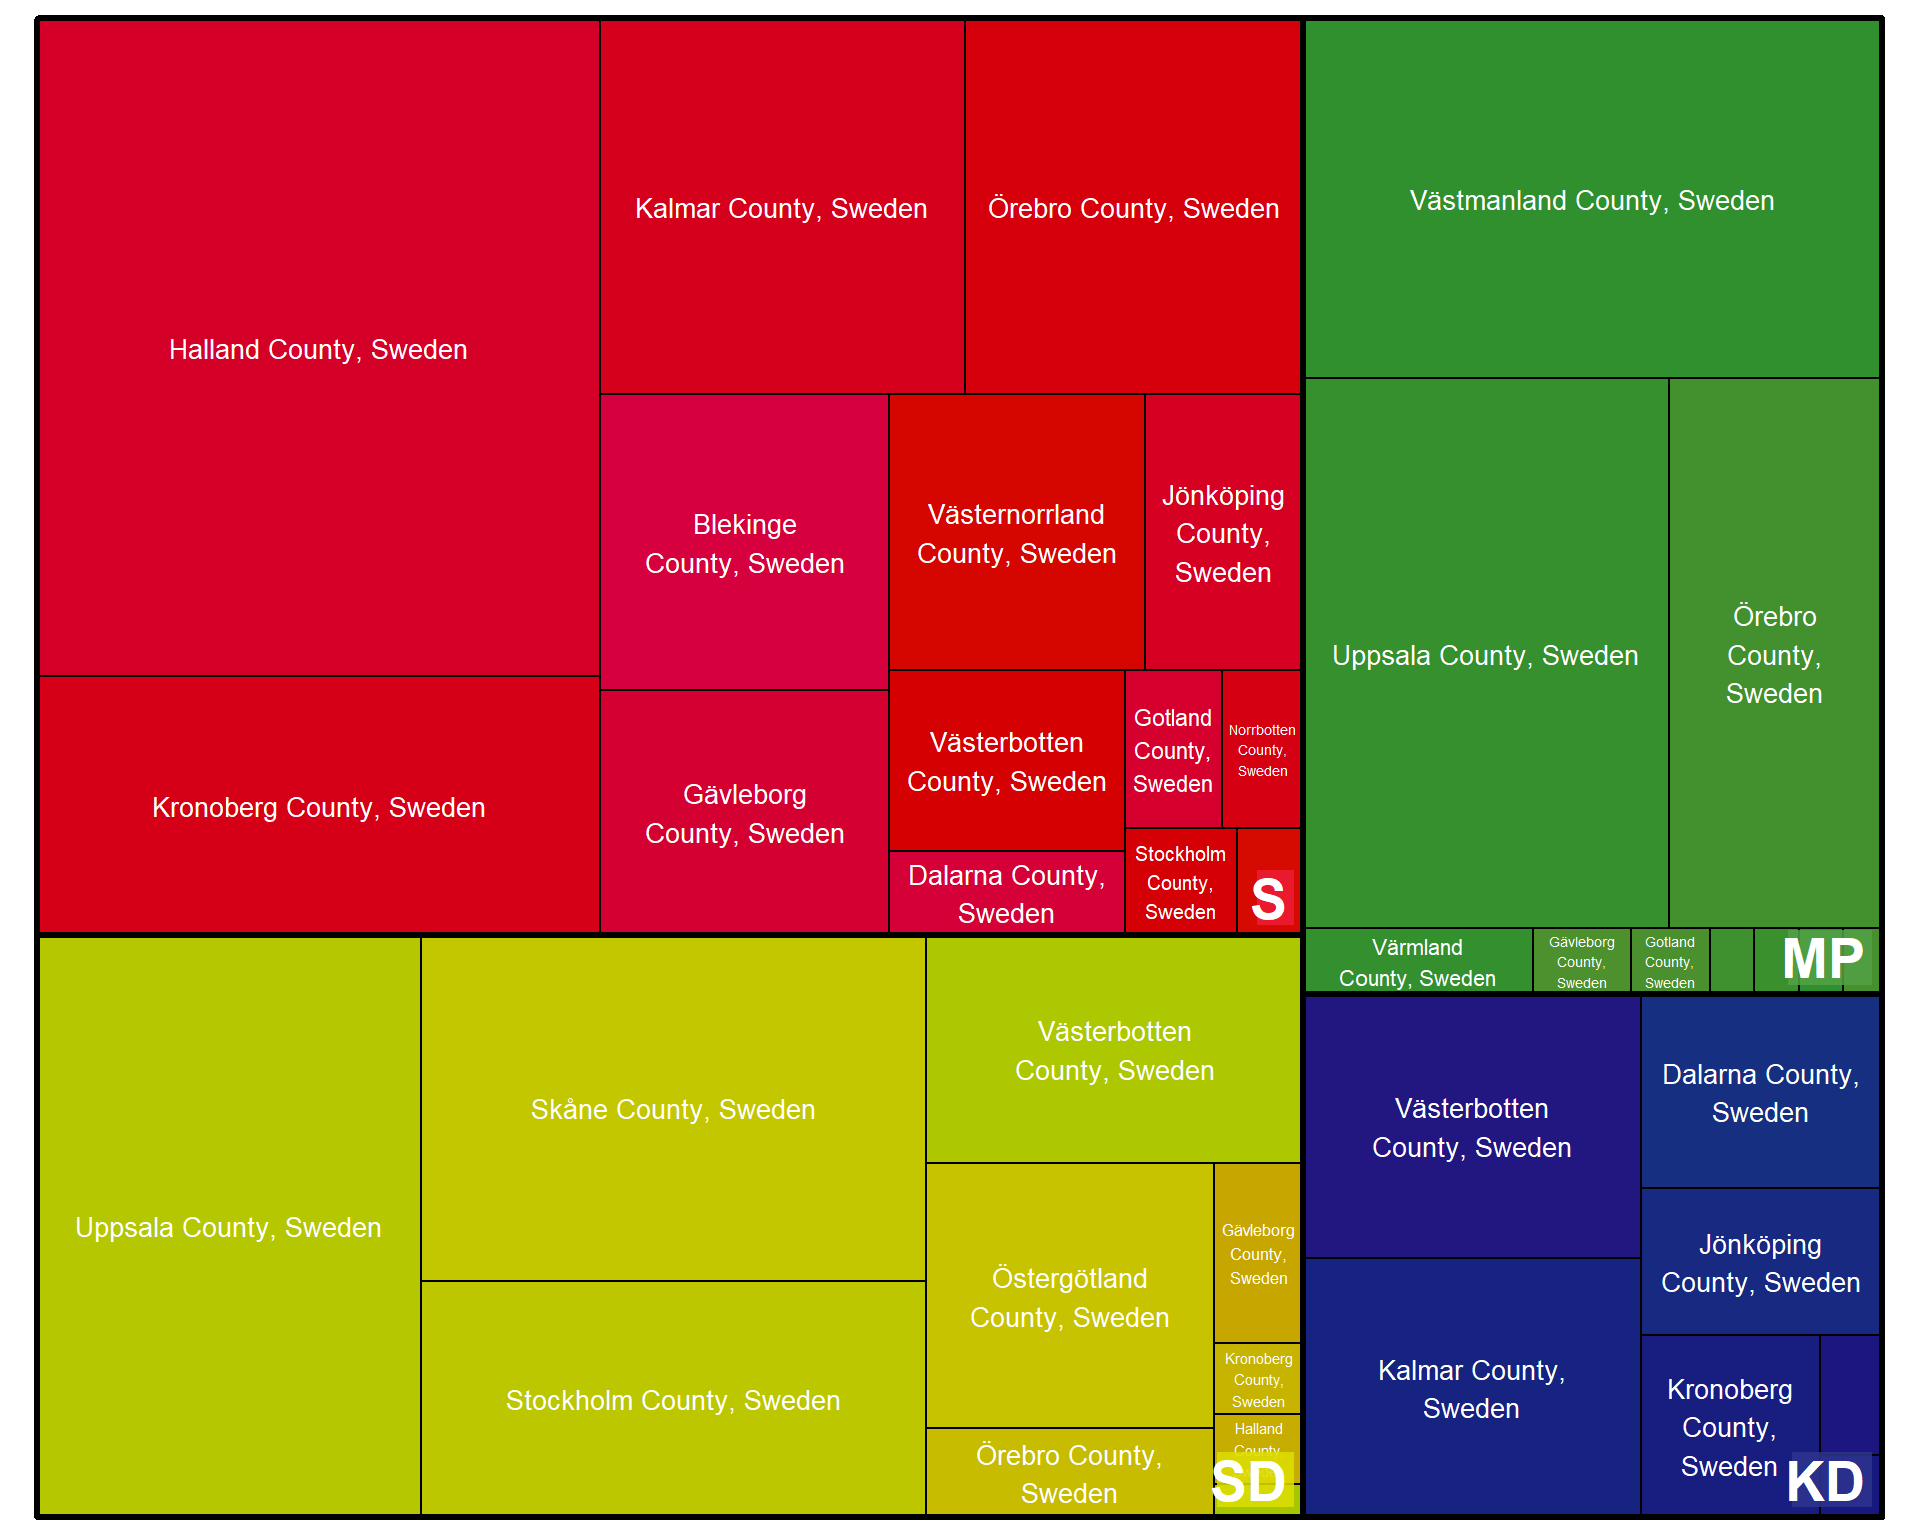 Halland County, Sweden
Kalmar County, Sweden
Örebro County, Sweden
Kronoberg County, Sweden
Blekinge
County, Sweden
Gävleborg
County, Sweden
Västernorrland
County, Sweden
Jönköping
County,
Sweden
Västerbotten
County, Sweden
Gotland
County,
Sweden
Norrbotten
County,
Sweden
Dalarna County,
Sweden
Stockholm
County,
Sweden
S
Västmanland County, Sweden
Uppsala County, Sweden
Örebro
County,
Sweden
Värmland
County, Sweden
Gävleborg
County,
Sweden
Gotland
County,
Sweden
MP
Uppsala County, Sweden
Skåne County, Sweden
Stockholm County, Sweden
Västerbotten
County, Sweden
Östergötland
County, Sweden
Gävleborg
County,
Sweden
Kronoberg
County,
Sweden
Halland
County,
Örebro County,
Sweden
SD
Västerbotten
County, Sweden
Dalarna County,
Sweden
Jönköping
County, Sweden
Kalmar County,
Sweden
Kronoberg
County,
Sweden
KD